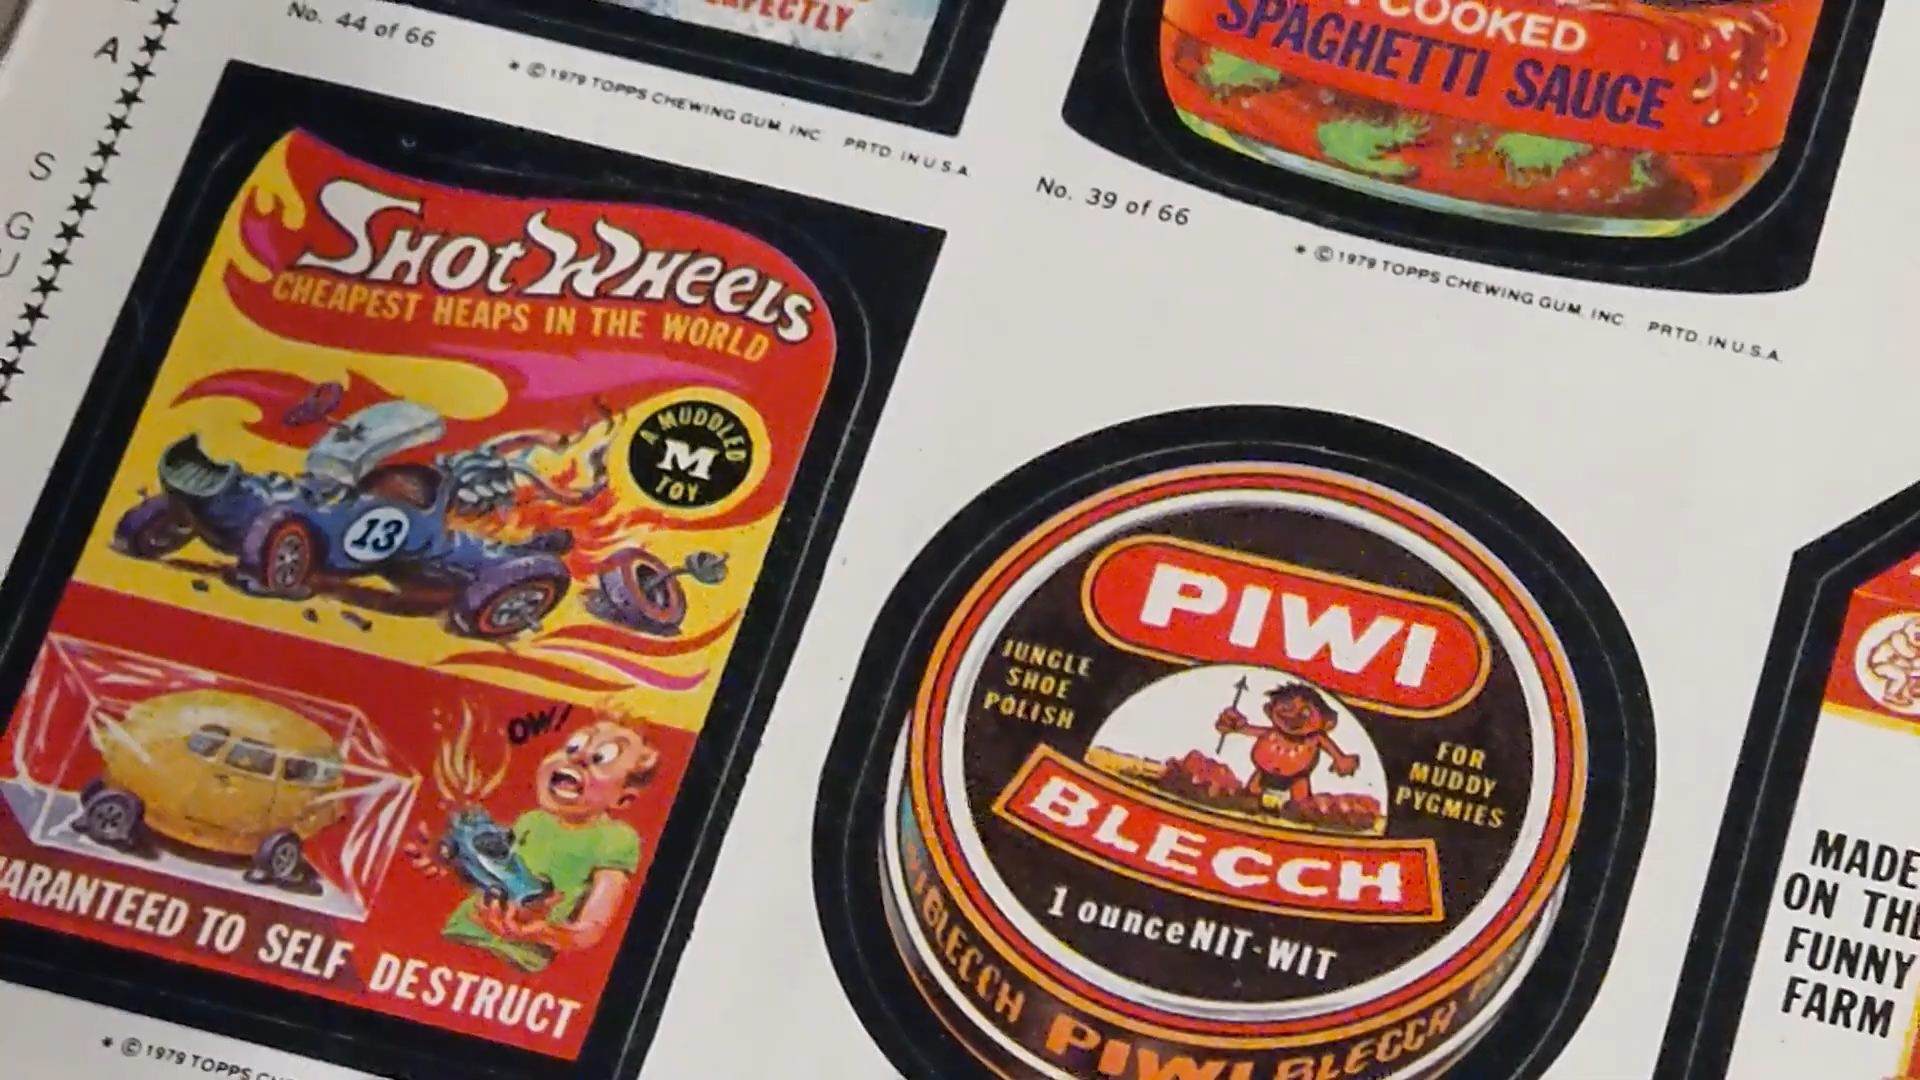 No. 44 of 66
* © 1979 TOPPS CHEWING GUM, INC. PRTD. IN U.S.A.
COOKED
SPAGHETTI SAUCE
No. 39 of 66
* © 1979 TOPPS CHEWING GUM, INC. PRTD. IN U.S.A.
A
S
G
SHOT WHEELS
CHEAPEST HEAPS IN THE WORLD
A MUDDLED
M
TOY
13
OW!
TO SELF DESTRUCT
* © 1979 TOPPS
PIWI
JUNGLE
SHOE
POLISH
FOR
MUDDY
PYGMIES
BLECCH
1 ounce NIT-WIT
BLECCH PIWI BLECCH
MADE
ON THE
FUNNY
FARM